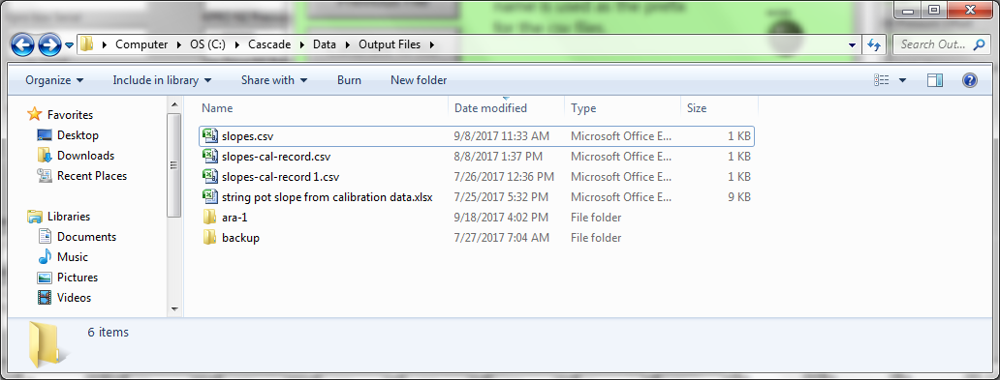 name is used as the prefix
for the csv files.
Computer OS (C:) Cascade Data Output Files Search Out...
Organize Include in library Share with Burn New folder
Favorites
Desktop
Downloads
Recent Places
Libraries
Documents
Music
Pictures
Videos
Name Date modified Type Size
slopes.csv 9/8/2017 11:33 AM Microsoft Office E... 1 KB
slopes-cal-record.csv 8/8/2017 1:37 PM Microsoft Office E... 1 KB
slopes-cal-record 1.csv 7/26/2017 12:36 PM Microsoft Office E... 1 KB
string pot slope from calibration data.xlsx 7/25/2017 5:32 PM Microsoft Office E... 9 KB
ara-1 9/18/2017 4:02 PM File folder
backup 7/27/2017 7:04 AM File folder
6 items